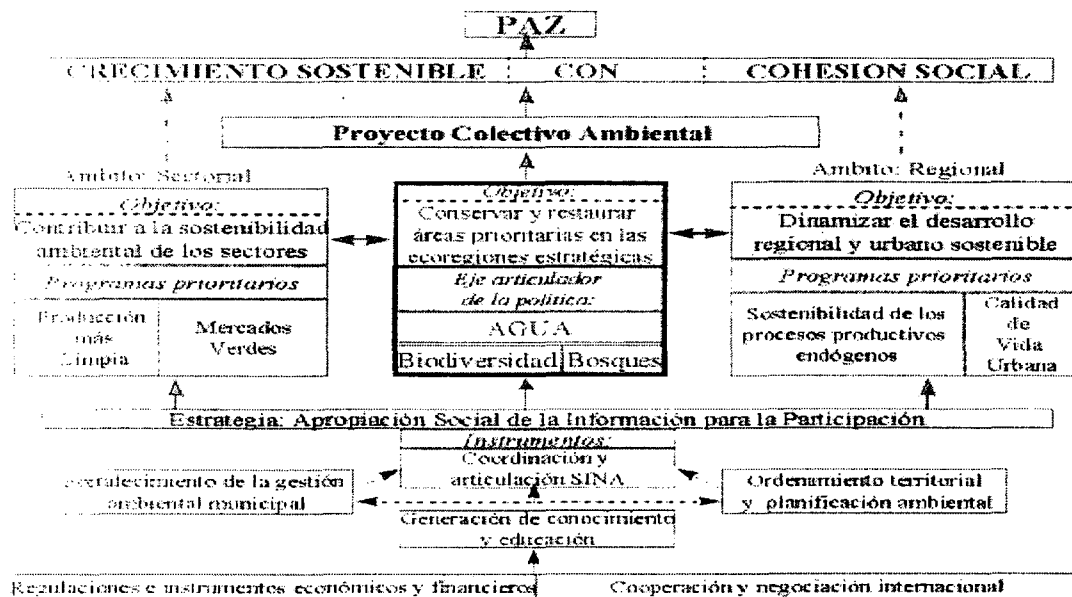 PAZ
CRECIMIENTO SOSTENIBLE CON COHESION SOCIAL
Proyecto Colectivo Ambiental
Ambito: Sectorial
Objetivo:
Contribuir a la sostenibilidad
ambiental de los sectores
Programas prioritarios
Producción
más
Limpia
Mercados
Verdes
Objetivo:
Conservar y restaurar
áreas prioritarias en las
ecoregiones estratégicas
Eje articulador
de la política:
AGUA
Biodiversidad
Bosques
Ambito: Regional
Objetivo:
Dinamizar el desarrollo
regional y urbano sostenible
Programas prioritarios
Sostenibilidad de los
procesos productivos
endógenos
Calidad
de
Vida
Urbana
Estrategia: Apropiación Social de la Información para la Participación
Instrumentos:
Coordinación y
articulación SINA
Fortalecimiento de la gestión
ambiental municipal
Ordenamiento territorial
y planificación ambiental
Generación de conocimiento
y educación
Regulaciones e instrumentos económicos y financieros
Cooperación y negociación internacional